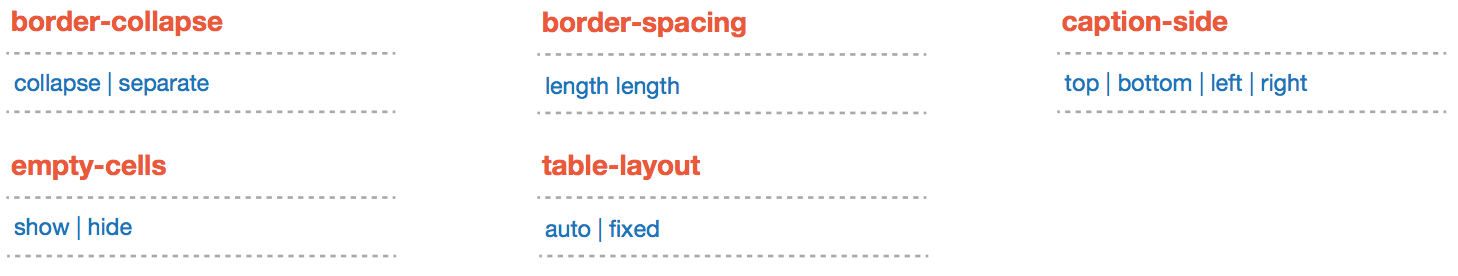 border-collapse
collapse | separate
border-spacing
length length
caption-side
top | bottom | left | right
empty-cells
show | hide
table-layout
auto | fixed